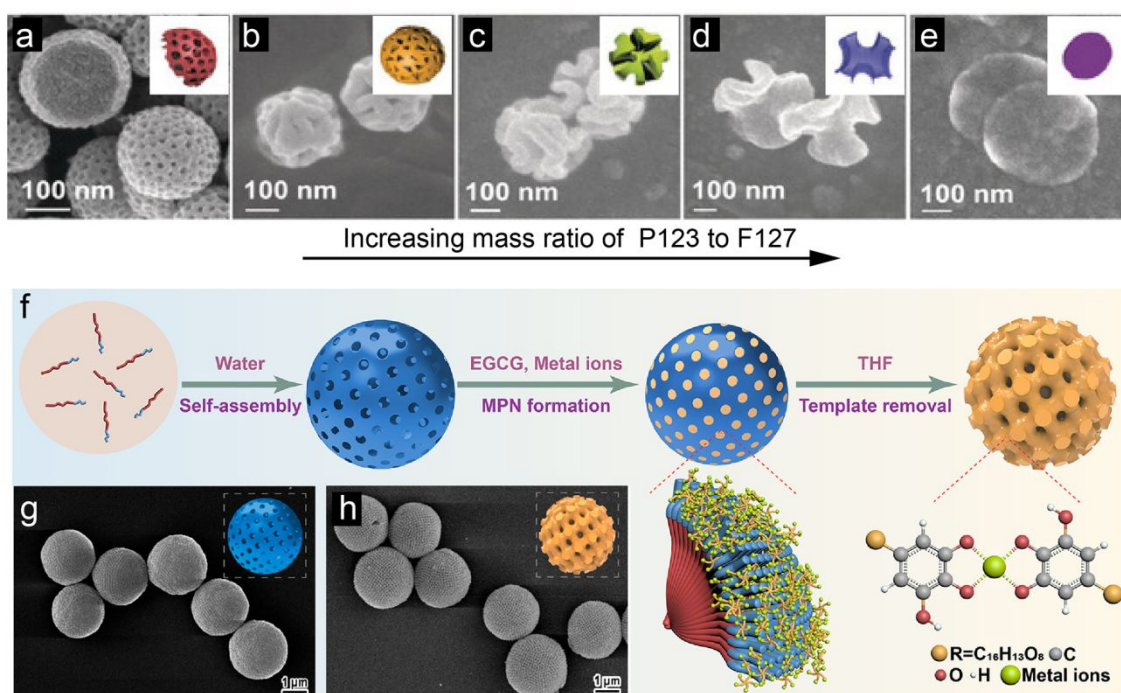 a
b
c
d
e
100 nm
100 nm
100 nm
100 nm
100 nm
Increasing mass ratio of P123 to F127
f
Water
Self-assembly
EGCG, Metal ions
MPN formation
THF
Template removal
g
1 μm
h
1 μm
R=C₁₆H₁₃O₈ C
O H Metal ions